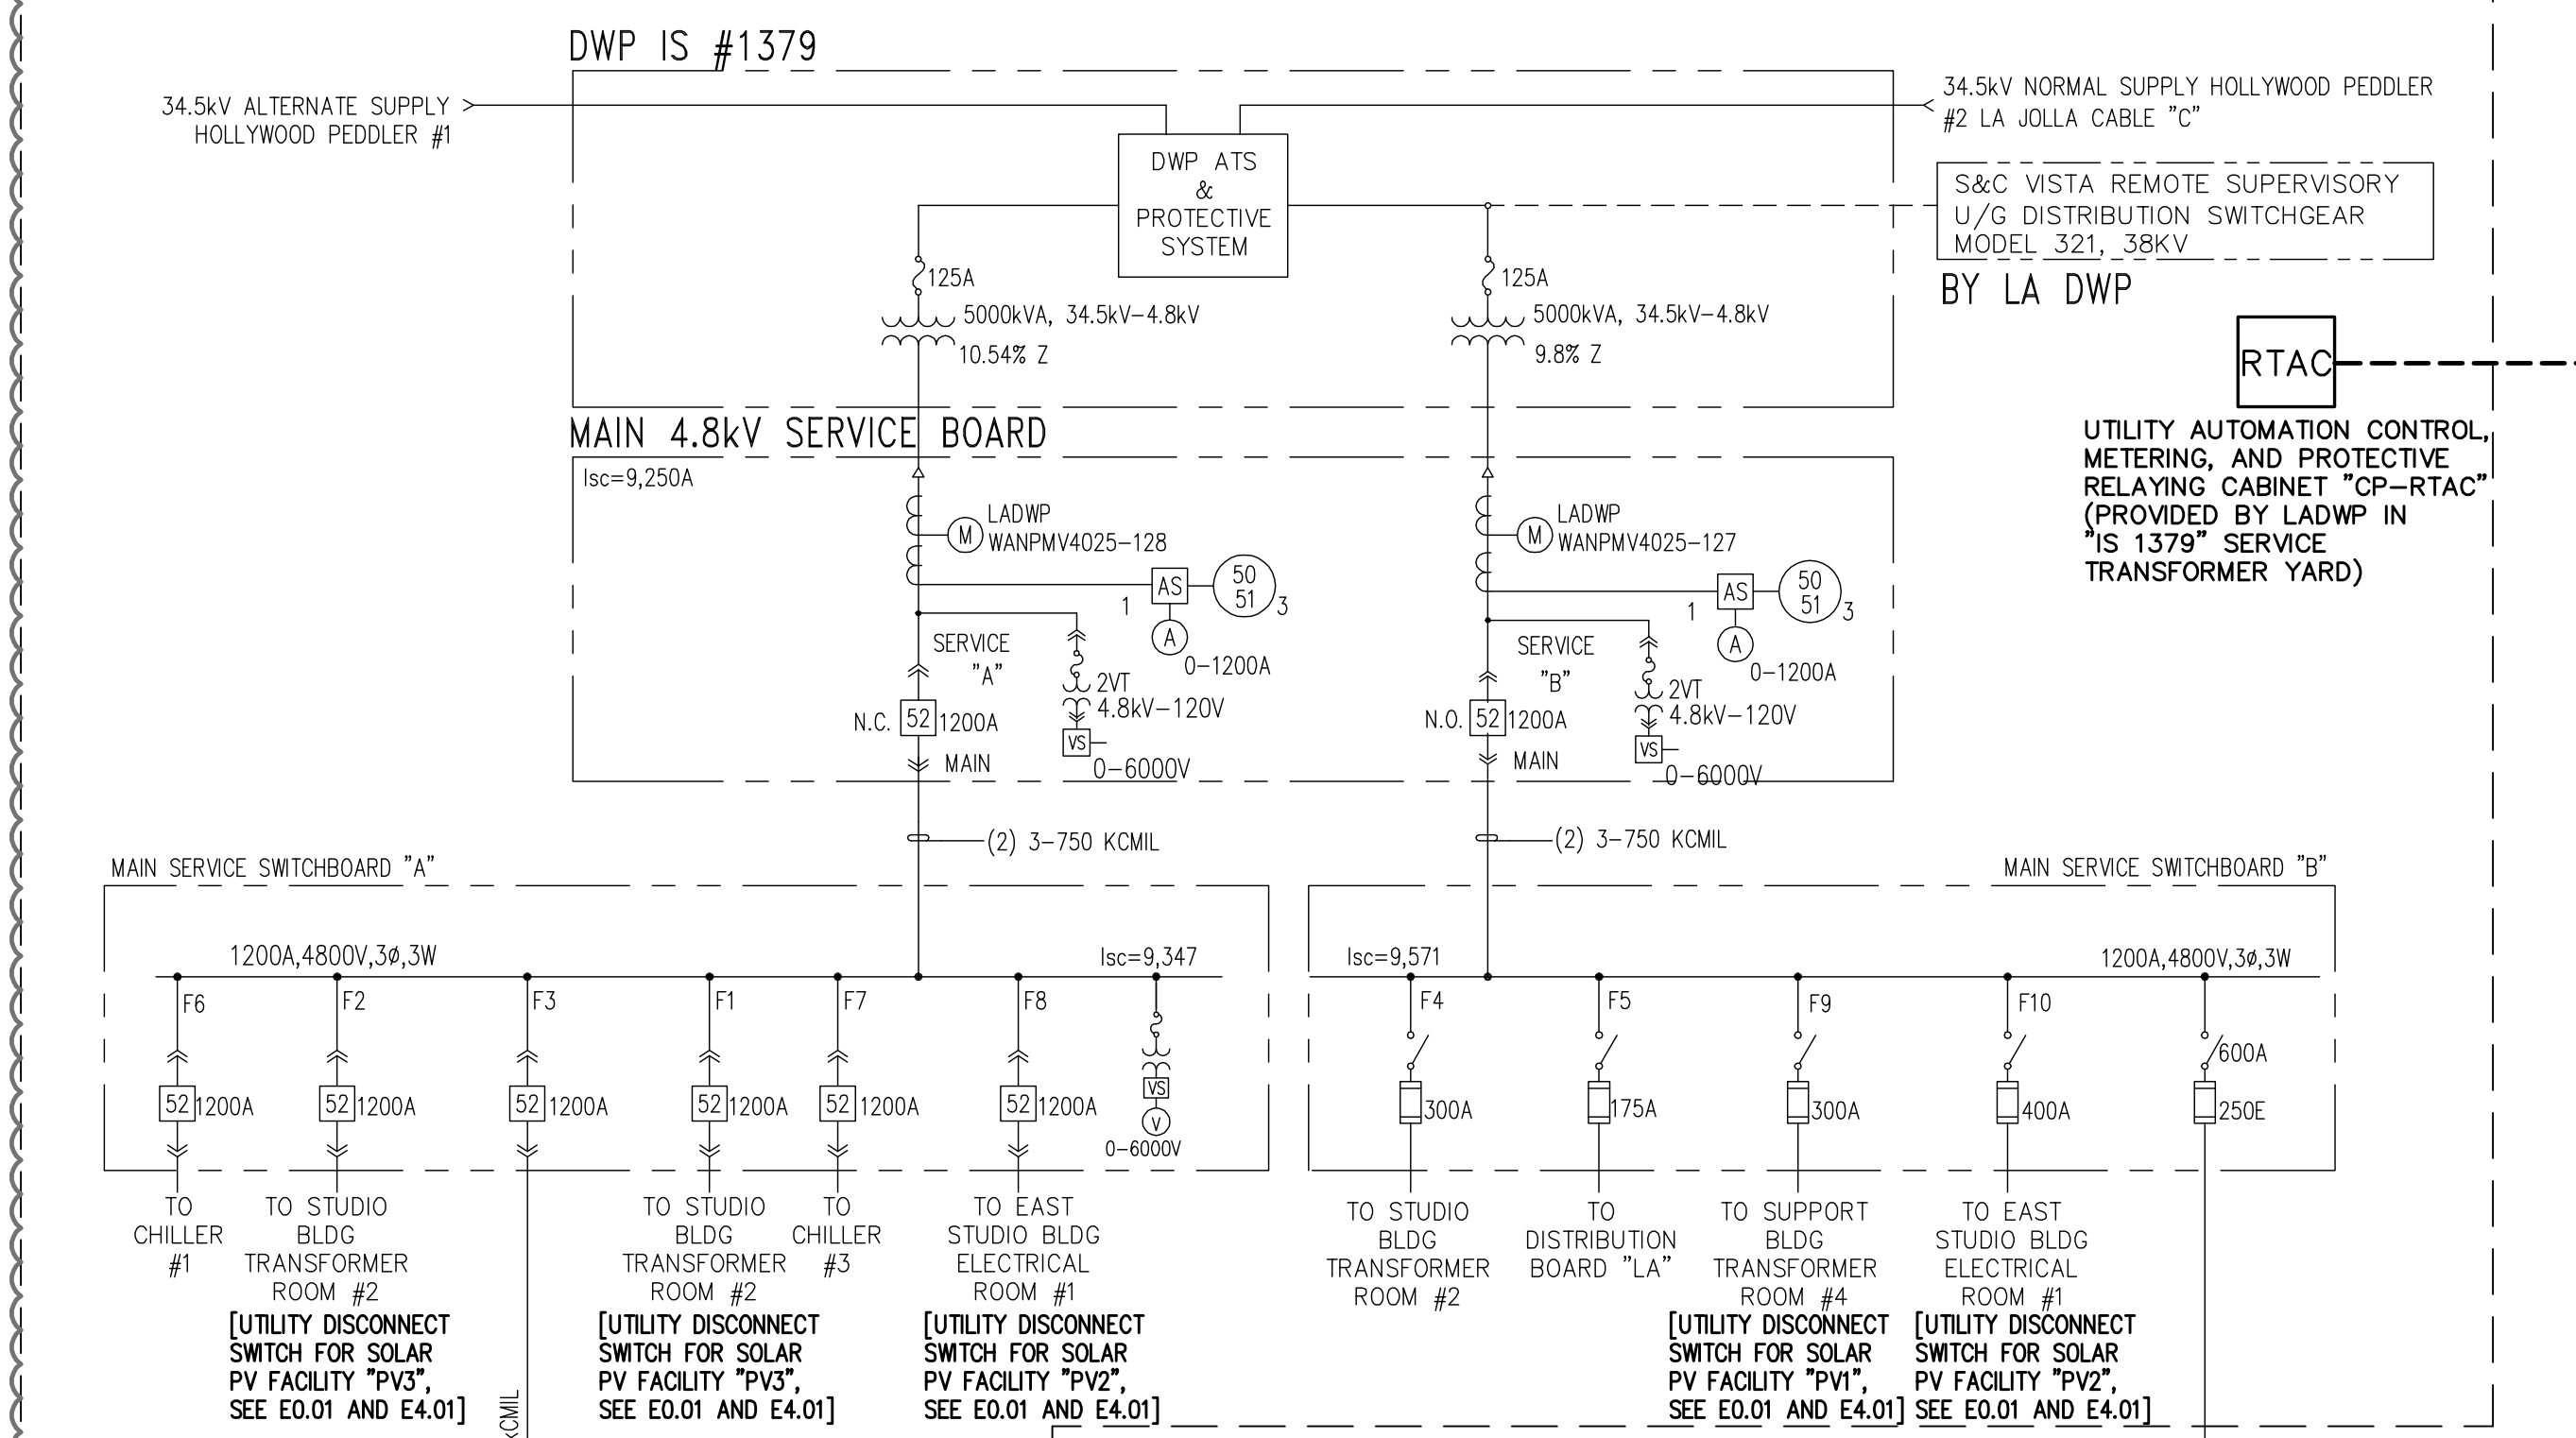 DWP IS #1379
34.5kV ALTERNATE SUPPLY
HOLLYWOOD PEDDLER #1
34.5kV NORMAL SUPPLY HOLLYWOOD PEDDLER
#2 LA JOLLA CABLE "C"
DWP ATS
&
PROTECTIVE
SYSTEM
S&C VISTA REMOTE SUPERVISORY
U/G DISTRIBUTION SWITCHGEAR
MODEL 321, 38KV
BY LA DWP
125A
5000kVA, 34.5kV-4.8kV
10.54% Z
125A
5000kVA, 34.5kV-4.8kV
9.8% Z
RTAC
UTILITY AUTOMATION CONTROL,
METERING, AND PROTECTIVE
RELAYING CABINET "CP-RTAC"
(PROVIDED BY LADWP IN
"IS 1379" SERVICE
TRANSFORMER YARD)
MAIN 4.8kV SERVICE BOARD
Isc=9,250A
M
LADWP
WANPMV4025-128
AS
50
51
1
3
A
0-1200A
SERVICE
"A"
2VT
4.8kV-120V
VS
0-6000V
N.C.
52
1200A
MAIN
M
LADWP
WANPMV4025-127
AS
50
51
1
3
A
0-1200A
SERVICE
"B"
2VT
4.8kV-120V
VS
0-6000V
N.O.
52
1200A
MAIN
(2) 3-750 KCMIL
(2) 3-750 KCMIL
MAIN SERVICE SWITCHBOARD "A"
1200A,4800V,3ø,3W
Isc=9,347
F6
F2
F3
F1
F7
F8
52
1200A
52
1200A
52
1200A
52
1200A
52
1200A
52
1200A
VS
V
0-6000V
TO
CHILLER
#1
TO STUDIO
BLDG
TRANSFORMER
ROOM #2
[UTILITY DISCONNECT
SWITCH FOR SOLAR
PV FACILITY "PV3",
SEE E0.01 AND E4.01]
KCMIL
TO STUDIO
BLDG
TRANSFORMER
ROOM #2
[UTILITY DISCONNECT
SWITCH FOR SOLAR
PV FACILITY "PV3",
SEE E0.01 AND E4.01]
TO
CHILLER
#3
TO EAST
STUDIO BLDG
ELECTRICAL
ROOM #1
[UTILITY DISCONNECT
SWITCH FOR SOLAR
PV FACILITY "PV2",
SEE E0.01 AND E4.01]
MAIN SERVICE SWITCHBOARD "B"
Isc=9,571
1200A,4800V,3ø,3W
F4
F5
F9
F10
600A
300A
175A
300A
400A
250E
TO STUDIO
BLDG
TRANSFORMER
ROOM #2
TO
DISTRIBUTION
BOARD "LA"
TO SUPPORT
BLDG
TRANSFORMER
ROOM #4
[UTILITY DISCONNECT
SWITCH FOR SOLAR
PV FACILITY "PV1",
SEE E0.01 AND E4.01]
TO EAST
STUDIO BLDG
ELECTRICAL
ROOM #1
[UTILITY DISCONNECT
SWITCH FOR SOLAR
PV FACILITY "PV2",
SEE E0.01 AND E4.01]